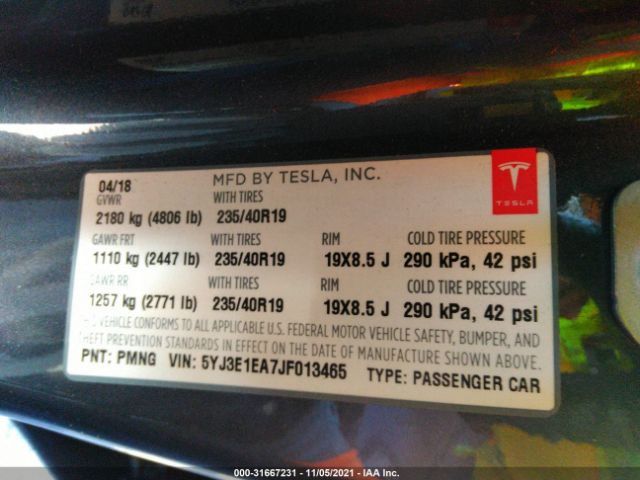 04/18 MFD BY TESLA, INC.
GVWR WITH TIRES
2180 kg (4806 lb) 235/40R19
TESLA
GAWR FRT WITH TIRES RIM COLD TIRE PRESSURE
1110 kg (2447 lb) 235/40R19 19X8.5 J 290 kPa, 42 psi
GAWR RR WITH TIRES RIM COLD TIRE PRESSURE
1257 kg (2771 lb) 235/40R19 19X8.5 J 290 kPa, 42 psi
THIS VEHICLE CONFORMS TO ALL APPLICABLE U.S. FEDERAL MOTOR VEHICLE SAFETY, BUMPER, AND
THEFT PREVENTION STANDARDS IN EFFECT ON THE DATE OF MANUFACTURE SHOWN ABOVE.
PNT: PMNG VIN: 5YJ3E1EA7JF013465 TYPE: PASSENGER CAR
000-31667231 - 11/05/2021 - IAA Inc.